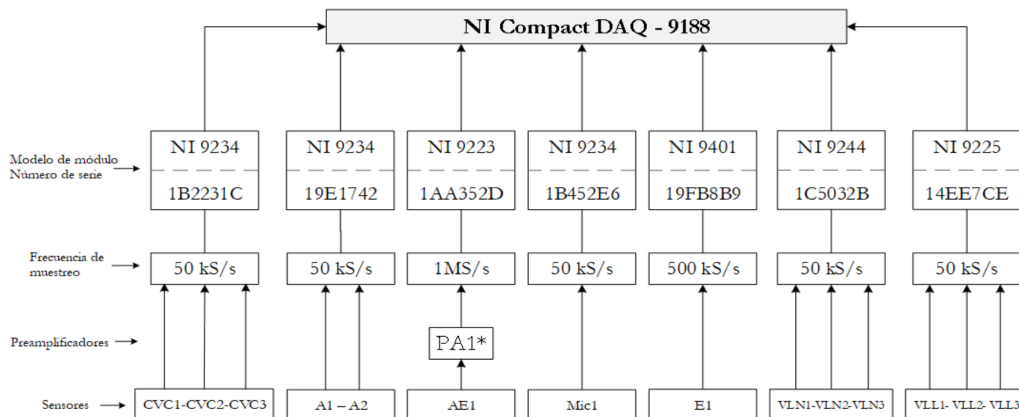 NI Compact DAQ - 9188
Modelo de módulo
Número de serie
NI 9234
NI 9234
NI 9223
NI 9234
NI 9401
NI 9244
NI 9225
1B2231C
19E1742
1AA352D
1B452E6
19FB8B9
1C5032B
14EE7CE
Frecuencia de
muestreo
50 kS/s
50 kS/s
1MS/s
50 kS/s
500 kS/s
50 kS/s
50 kS/s
Preamplificadores
PA1*
Sensores
CVC1-CVC2-CVC3
A1 – A2
AE1
Mic1
E1
VLN1-VLN2-VLN3
VLL1- VLL2- VLL3